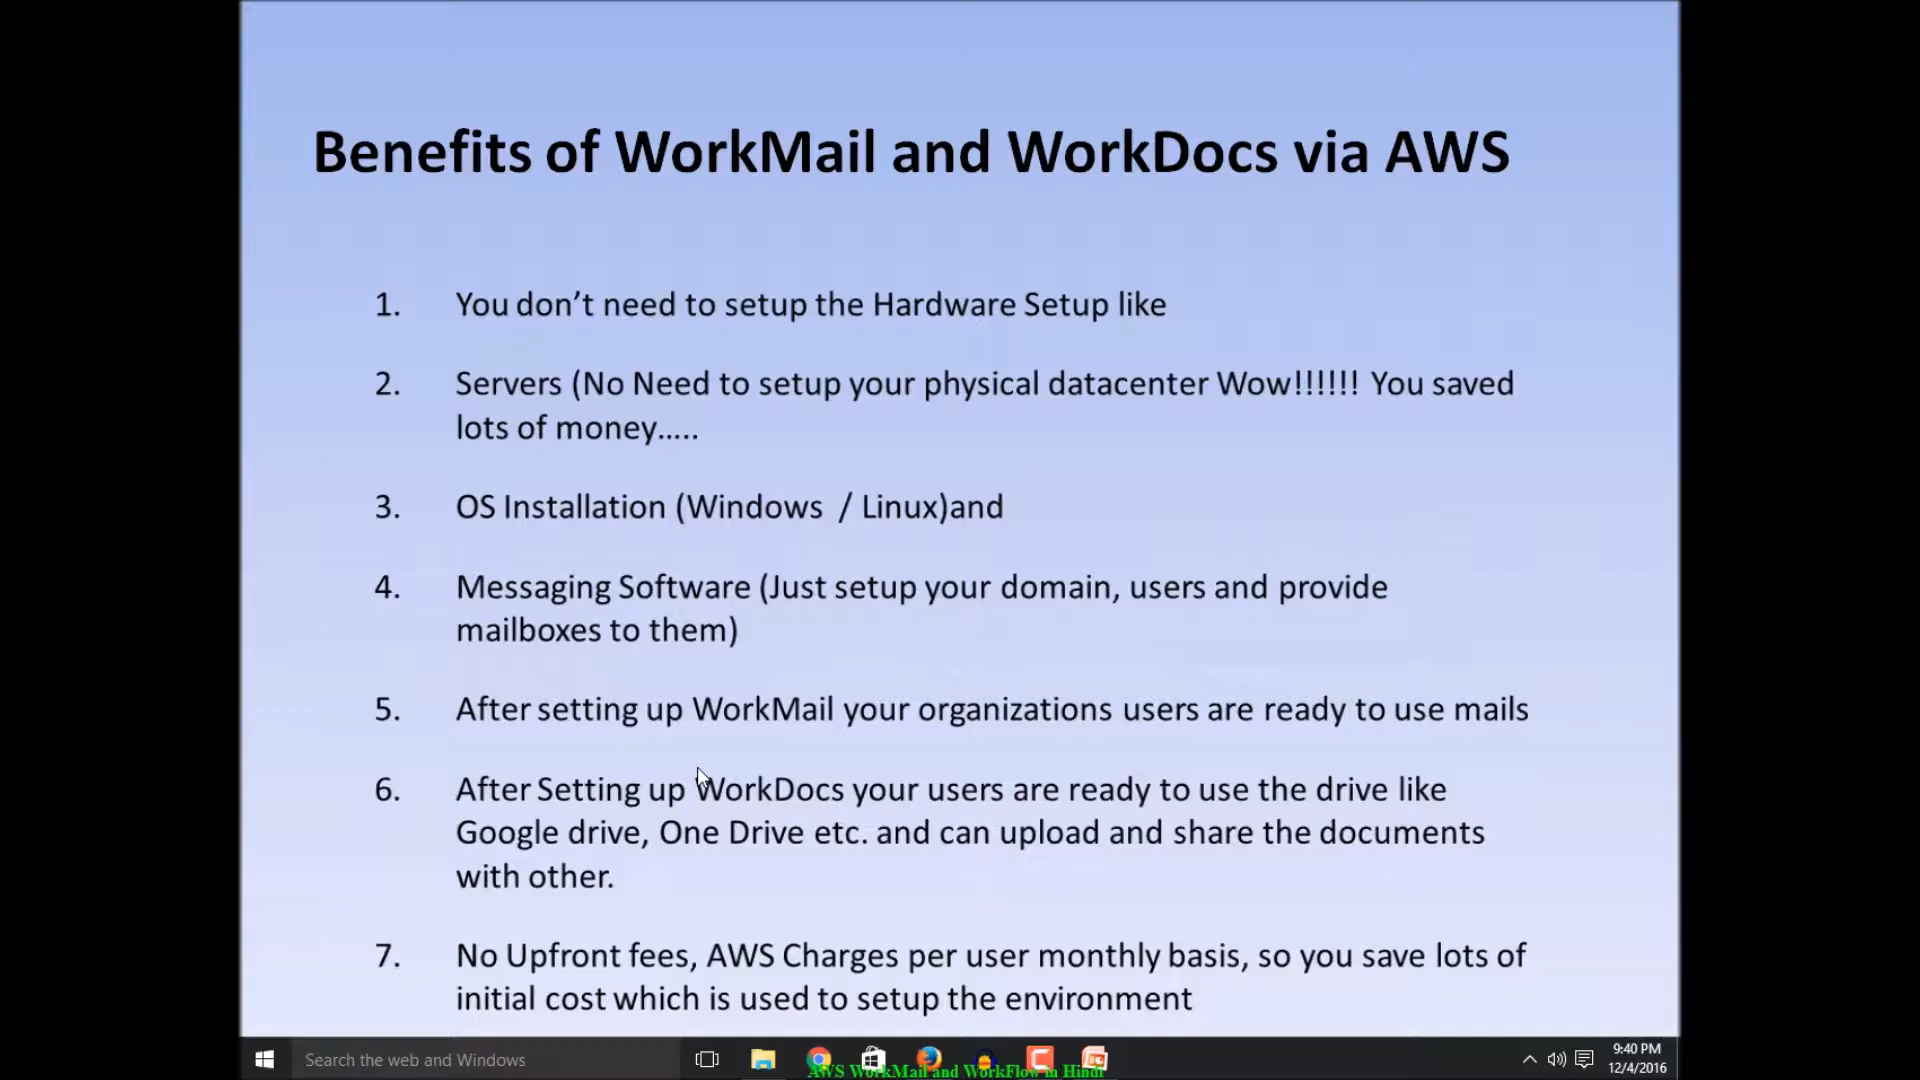 Benefits of WorkMail and WorkDocs via AWS
1. You don’t need to setup the Hardware Setup like
2. Servers (No Need to setup your physical datacenter Wow!!!!!! You saved
lots of money.....
3. OS Installation (Windows / Linux)and
4. Messaging Software (Just setup your domain, users and provide
mailboxes to them)
5. After setting up WorkMail your organizations users are ready to use mails
6. After Setting up WorkDocs your users are ready to use the drive like
Google drive, One Drive etc. and can upload and share the documents
with other.
7. No Upfront fees, AWS Charges per user monthly basis, so you save lots of
initial cost which is used to setup the environment
Search the web and Windows
AWS WorkMail and WorkFlow in Hindi
9:40 PM
12/4/2016